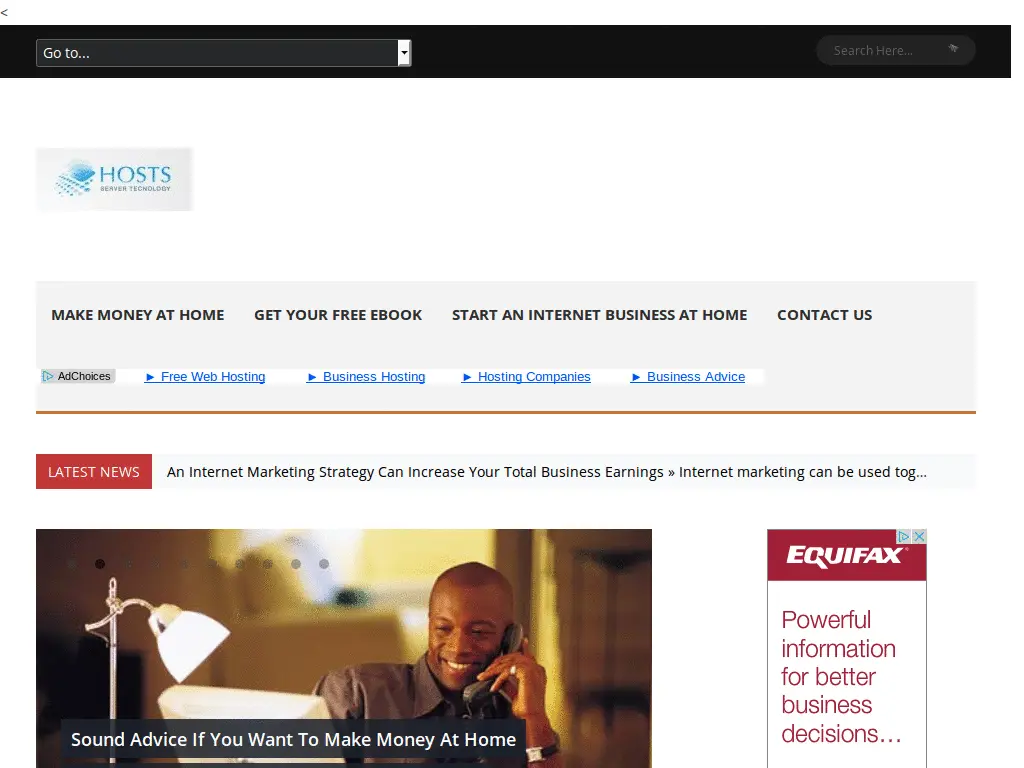 <
Go to...
Search Here...
HOSTS
SERVER TECNOLOGY
MAKE MONEY AT HOME GET YOUR FREE EBOOK START AN INTERNET BUSINESS AT HOME CONTACT US
AdChoices ► Free Web Hosting ► Business Hosting ► Hosting Companies ► Business Advice
LATEST NEWS An Internet Marketing Strategy Can Increase Your Total Business Earnings » Internet marketing can be used tog...
Sound Advice If You Want To Make Money At Home
EQUIFAX
Powerful
information
for better
business
decisions...